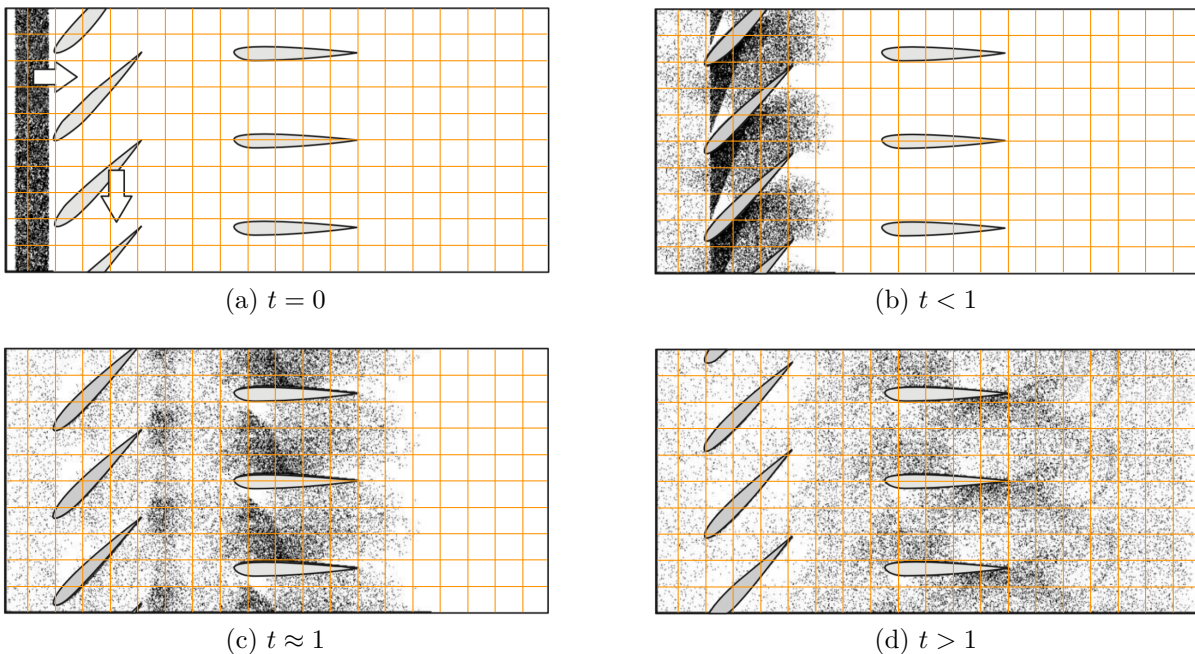 (a) t = 0
(b) t < 1
(c) t ≈ 1
(d) t > 1